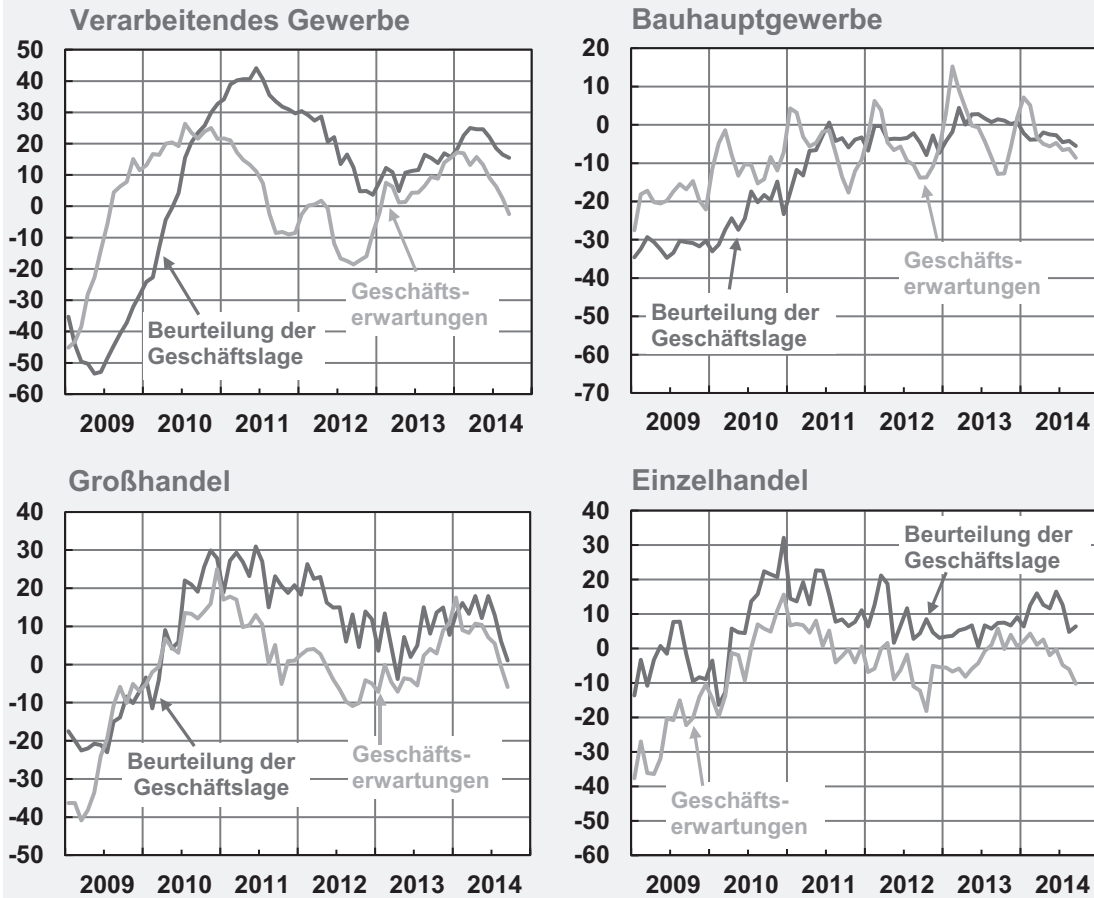 Verarbeitendes Gewerbe
50
40
30
20
10
0
-10
-20
-30
-40
-50
-60
Geschäfts-
erwartungen
Beurteilung der
Geschäftslage
2009 2010 2011 2012 2013 2014
Bauhauptgewerbe
20
10
0
-10
-20
-30
-40
-50
-60
-70
Geschäfts-
erwartungen
Beurteilung der
Geschäftslage
2009 2010 2011 2012 2013 2014
Großhandel
40
30
20
10
0
-10
-20
-30
-40
-50
Beurteilung der
Geschäftslage
Geschäfts-
erwartungen
2009 2010 2011 2012 2013 2014
Einzelhandel
40
30
20
10
0
-10
-20
-30
-40
-50
-60
Beurteilung der
Geschäftslage
Geschäfts-
erwartungen
2009 2010 2011 2012 2013 2014